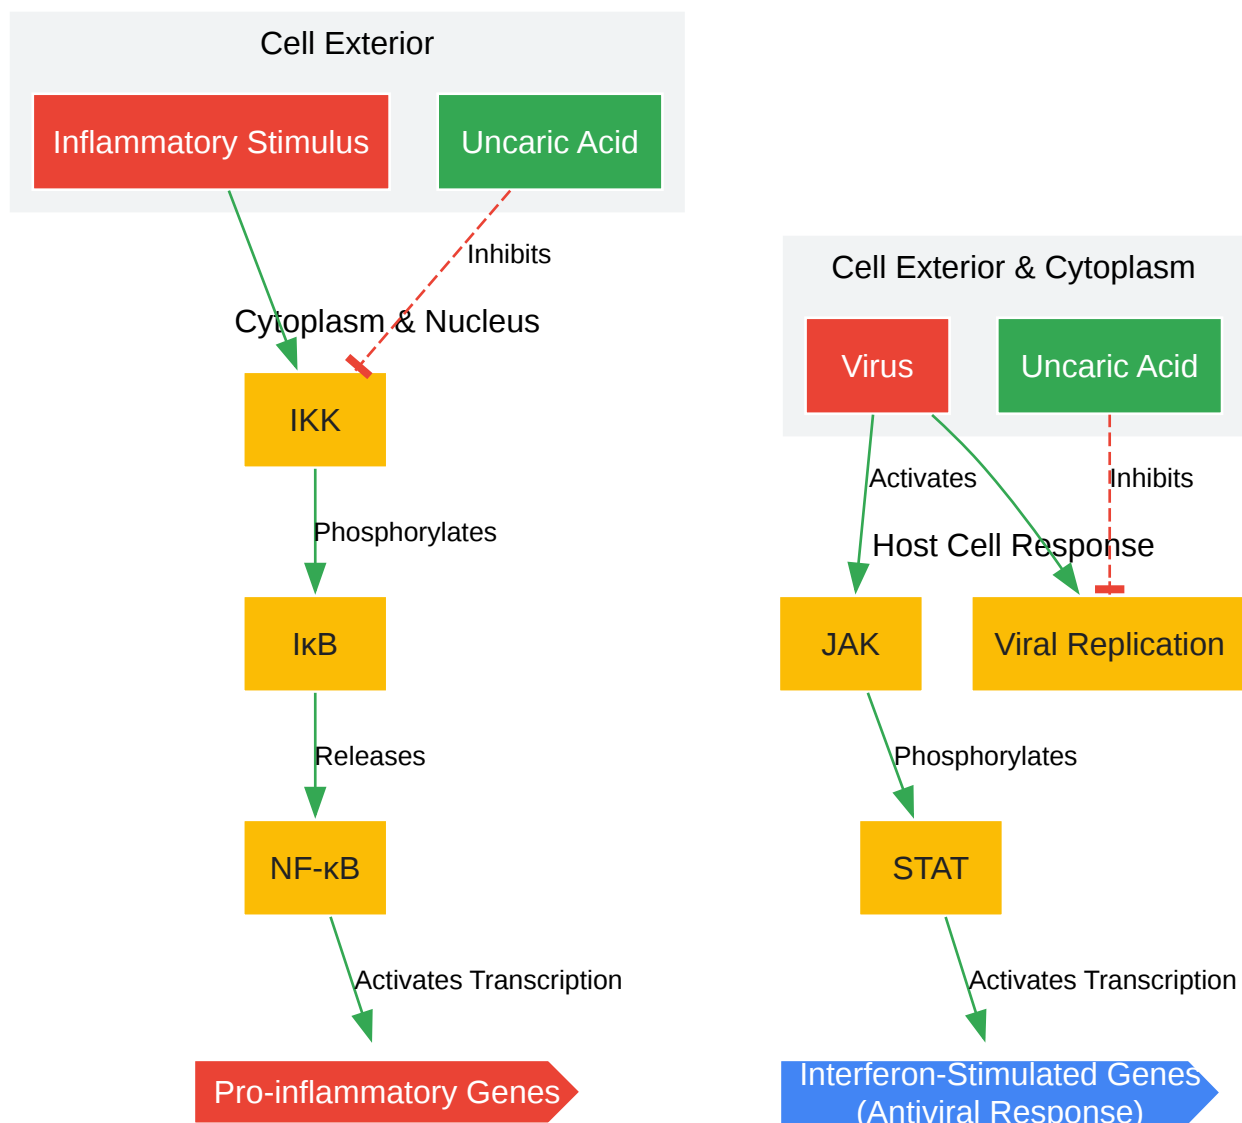 Cell Exterior
Inflammatory Stimulus
Uncaric Acid
Inhibits
Cytoplasm & Nucleus
IKK
Phosphorylates
IκB
Releases
NF-κB
Activates Transcription
Pro-inflammatory Genes
Cell Exterior & Cytoplasm
Virus
Uncaric Acid
Activates
Inhibits
Host Cell Response
JAK
Viral Replication
Phosphorylates
STAT
Activates Transcription
Interferon-Stimulated Genes
(Antiviral Response)